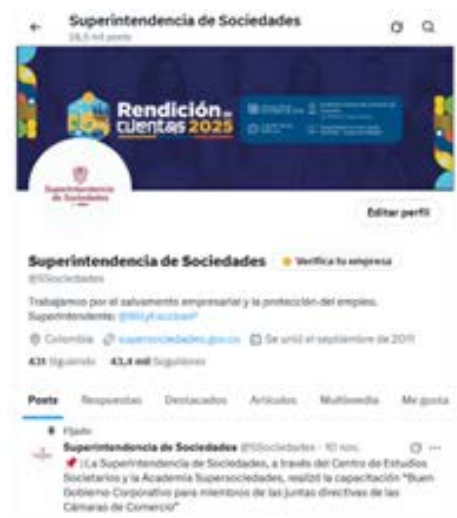 Superintendencia de Sociedades
Rendición de
cuentas 2025
Superintendencia
de Sociedades
Editar perfil
Superintendencia de Sociedades Verifica tu empresa
@SSociedades
Trabajamos por el salvamento empresarial y la protección del empleo.
Superintendente:
Colombia supersociedades.gov.co Se unió el septiembre de 2011
431 Siguiendo 43,4 mil Seguidores
Posts Respuestas Destacados Artículos Multimedia Me gusta
Fijado
Superintendencia de Sociedades @SSociedades · 10 nov.
¡La Superintendencia de Sociedades, a través del Centro de Estudios
Societarios y la Academia Supersociedades, realizó la capacitación "Buen
Gobierno Corporativo para miembros de las juntas directivas de las
Cámaras de Comercio"